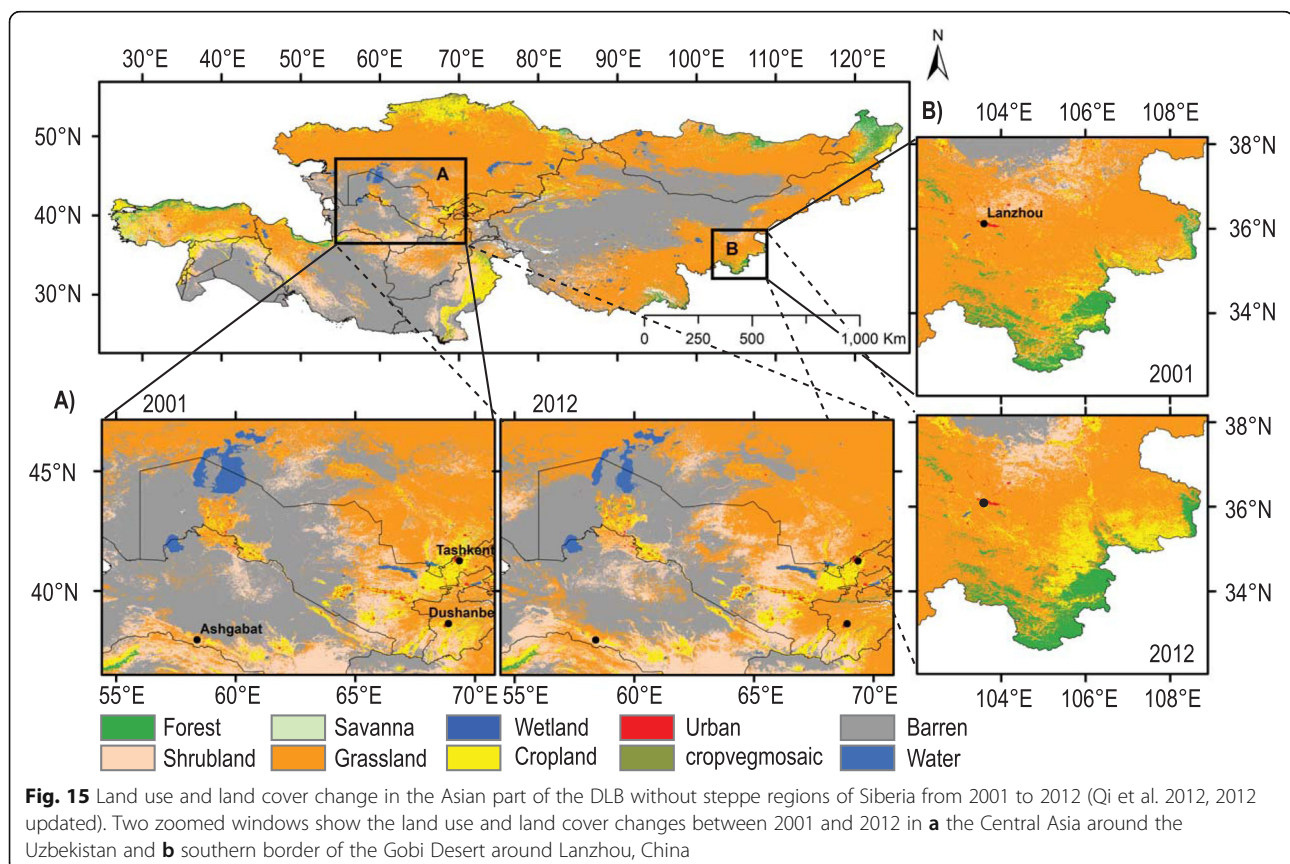 N
30°E 40°E 50°E 60°E 70°E 80°E 90°E 100°E 110°E 120°E
50°N
40°N
30°N
A
B
0 250 500 1,000 Km
B)
104°E 106°E 108°E
38°N
36°N
34°N
Lanzhou
2001
A)
2001
2012
45°N
40°N
Tashkent
Dushanbe
Ashgabat
55°E 60°E 65°E 70°E
55°E 60°E 65°E 70°E
38°N
36°N
34°N
2012
104°E 106°E 108°E
Forest Savanna Wetland Urban Barren
Shrubland Grassland Cropland cropvegmosaic Water
Fig. 15 Land use and land cover change in the Asian part of the DLB without steppe regions of Siberia from 2001 to 2012 (Qi et al. 2012, 2012
updated). Two zoomed windows show the land use and land cover changes between 2001 and 2012 in a the Central Asia around the
Uzbekistan and b southern border of the Gobi Desert around Lanzhou, China